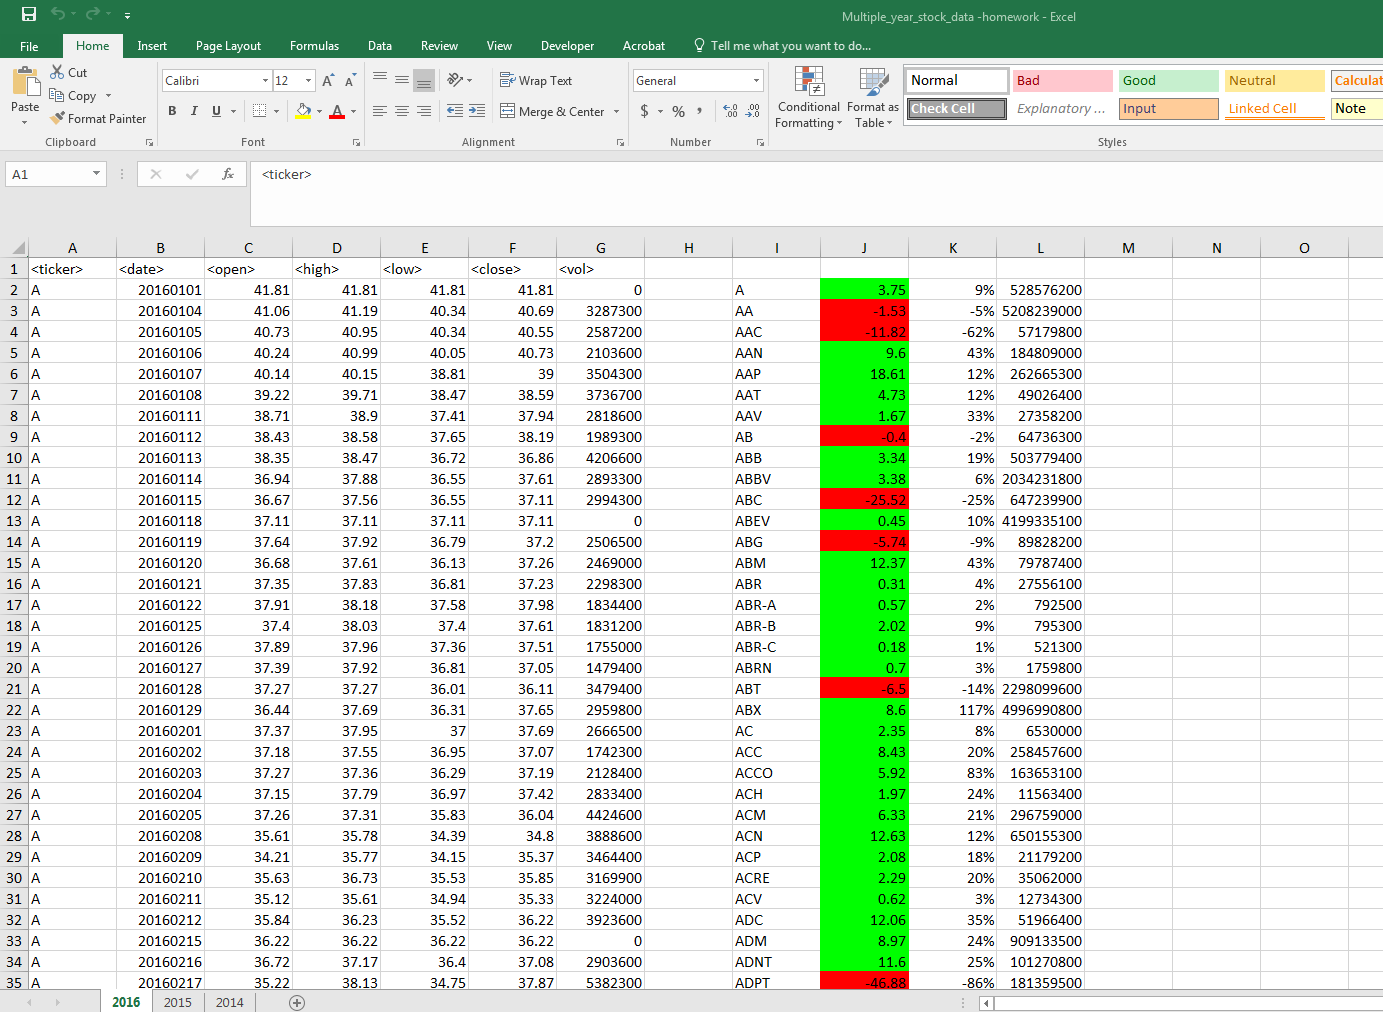 Multiple_year_stock_data -homework - Excel
File Home Insert Page Layout Formulas Data Review View Developer Acrobat Tell me what you want to do...
Paste
Cut
Copy
Format Painter
Clipboard
Calibri 12
B I U
Font
Wrap Text
Merge & Center
Alignment
General
$ % ,
Number
Conditional Formatting
Format as Table
Normal Bad Good Neutral Calculat
Check Cell Explanatory ... Input Linked Cell Note
Styles
A1 fx <ticker>
A B C D E F G H I J K L M N O
1 <ticker> <date> <open> <high> <low> <close> <vol>
2 A 20160101 41.81 41.81 41.81 41.81 0 A 3.75 9% 528576200
3 A 20160104 41.06 41.19 40.34 40.69 3287300 AA -1.53 -5% 5208239000
4 A 20160105 40.73 40.95 40.34 40.55 2587200 AAC -11.82 -62% 57179800
5 A 20160106 40.24 40.99 40.05 40.73 2103600 AAN 9.6 43% 184809000
6 A 20160107 40.14 40.15 38.81 39 3504300 AAP 18.61 12% 262665300
7 A 20160108 39.22 39.71 38.47 38.59 3736700 AAT 4.73 12% 49026400
8 A 20160111 38.71 38.9 37.41 37.94 2818600 AAV 1.67 33% 27358200
9 A 20160112 38.43 38.58 37.65 38.19 1989300 AB -0.4 -2% 64736300
10 A 20160113 38.35 38.47 36.72 36.86 4206600 ABB 3.34 19% 503779400
11 A 20160114 36.94 37.88 36.55 37.61 2893300 ABBV 3.38 6% 2034231800
12 A 20160115 36.67 37.56 36.55 37.11 2994300 ABC -25.52 -25% 647239900
13 A 20160118 37.11 37.11 37.11 37.11 0 ABEV 0.45 10% 4199335100
14 A 20160119 37.64 37.92 36.79 37.2 2506500 ABG -5.74 -9% 89828200
15 A 20160120 36.68 37.61 36.13 37.26 2469000 ABM 12.37 43% 79787400
16 A 20160121 37.35 37.83 36.81 37.23 2298300 ABR 0.31 4% 27556100
17 A 20160122 37.91 38.18 37.58 37.98 1834400 ABR-A 0.57 2% 792500
18 A 20160125 37.4 38.03 37.4 37.61 1831200 ABR-B 2.02 9% 795300
19 A 20160126 37.89 37.96 37.36 37.51 1755000 ABR-C 0.18 1% 521300
20 A 20160127 37.39 37.92 36.81 37.05 1479400 ABRN 0.7 3% 1759800
21 A 20160128 37.27 37.27 36.01 36.11 3479400 ABT -6.5 -14% 2298099600
22 A 20160129 36.44 37.69 36.31 37.65 2959800 ABX 8.6 117% 4996990800
23 A 20160201 37.37 37.95 37 37.69 2666500 AC 2.35 8% 6530000
24 A 20160202 37.18 37.55 36.95 37.07 1742300 ACC 8.43 20% 258457600
25 A 20160203 37.27 37.36 36.29 37.19 2128400 ACCO 5.92 83% 163653100
26 A 20160204 37.15 37.79 36.97 37.42 2833400 ACH 1.97 24% 11563400
27 A 20160205 37.26 37.31 35.83 36.04 4424600 ACM 6.33 21% 296759000
28 A 20160208 35.61 35.78 34.39 34.8 3888600 ACN 12.63 12% 650155300
29 A 20160209 34.21 35.77 34.15 35.37 3464400 ACP 2.08 18% 21179200
30 A 20160210 35.63 36.73 35.53 35.85 3169900 ACRE 2.29 20% 35062000
31 A 20160211 35.12 35.61 34.94 35.33 3224000 ACV 0.62 3% 12734300
32 A 20160212 35.84 36.23 35.52 36.22 3923600 ADC 12.06 35% 51966400
33 A 20160215 36.22 36.22 36.22 36.22 0 ADM 8.97 24% 909133500
34 A 20160216 36.72 37.17 36.4 37.08 2903600 ADNT 11.6 25% 101270800
35 A 20160217 35.22 38.13 34.75 37.87 5382300 ADPT -46.88 -86% 181359500
2016 2015 2014